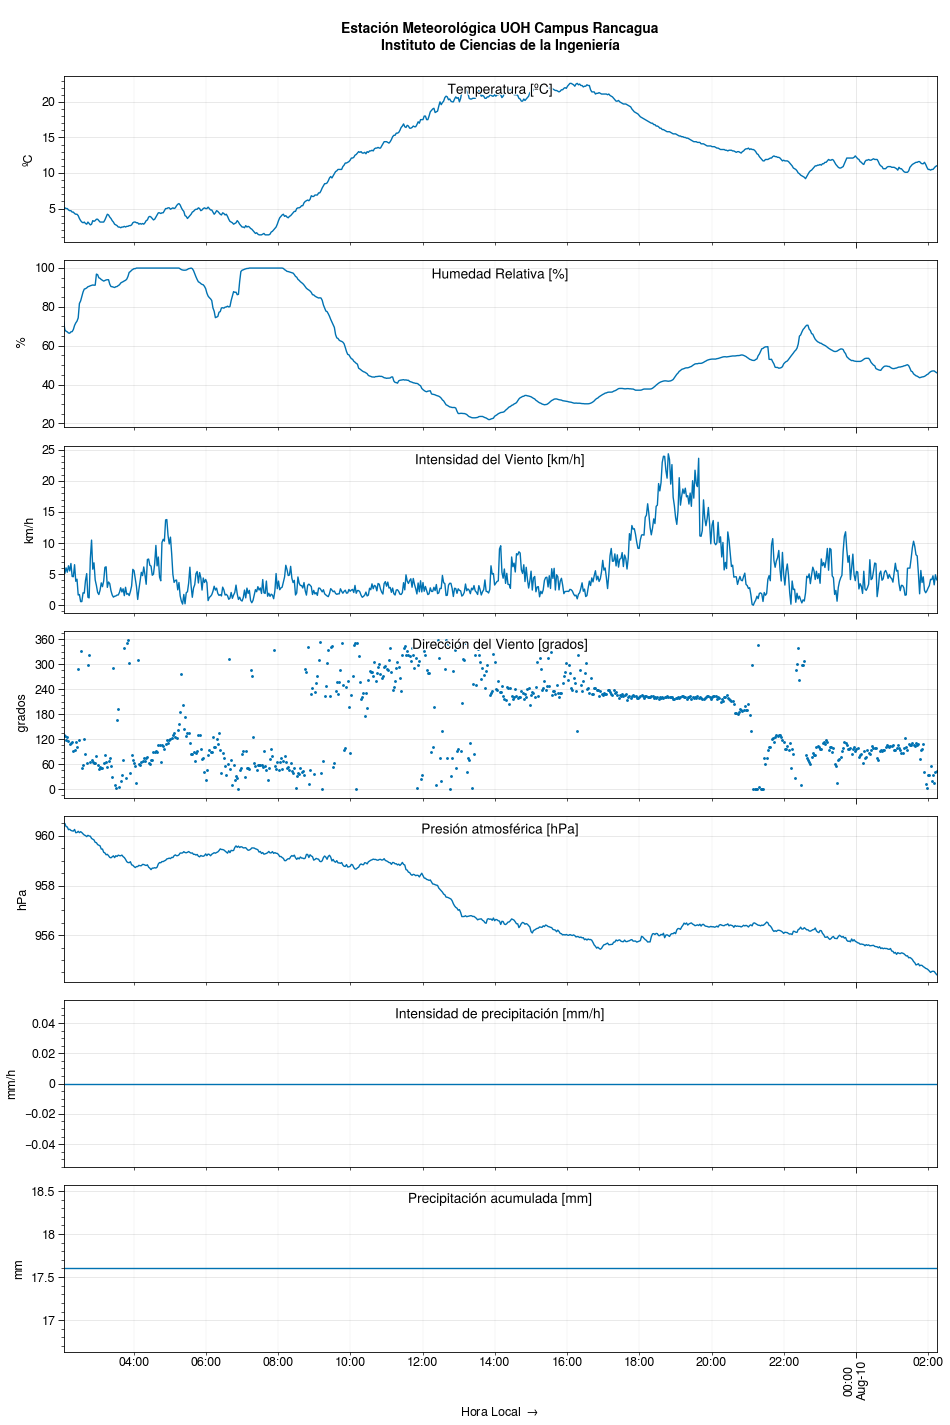 Estación Meteorológica UOH Campus Rancagua
Instituto de Ciencias de la Ingeniería
Temperatura [ºC]
20
15
10
5
ºC
Humedad Relativa [%]
100
80
60
40
20
%
Intensidad del Viento [km/h]
25
20
15
10
5
0
km/h
Dirección del Viento [grados]
360
300
240
180
120
60
0
grados
Presión atmosférica [hPa]
960
958
956
hPa
Intensidad de precipitación [mm/h]
0.04
0.02
0
−0.02
−0.04
mm/h
Precipitación acumulada [mm]
18.5
18
17.5
17
mm
04:00 06:00 08:00 10:00 12:00 14:00 16:00 18:00 20:00 22:00 00:00 02:00
Aug-10
Hora Local →